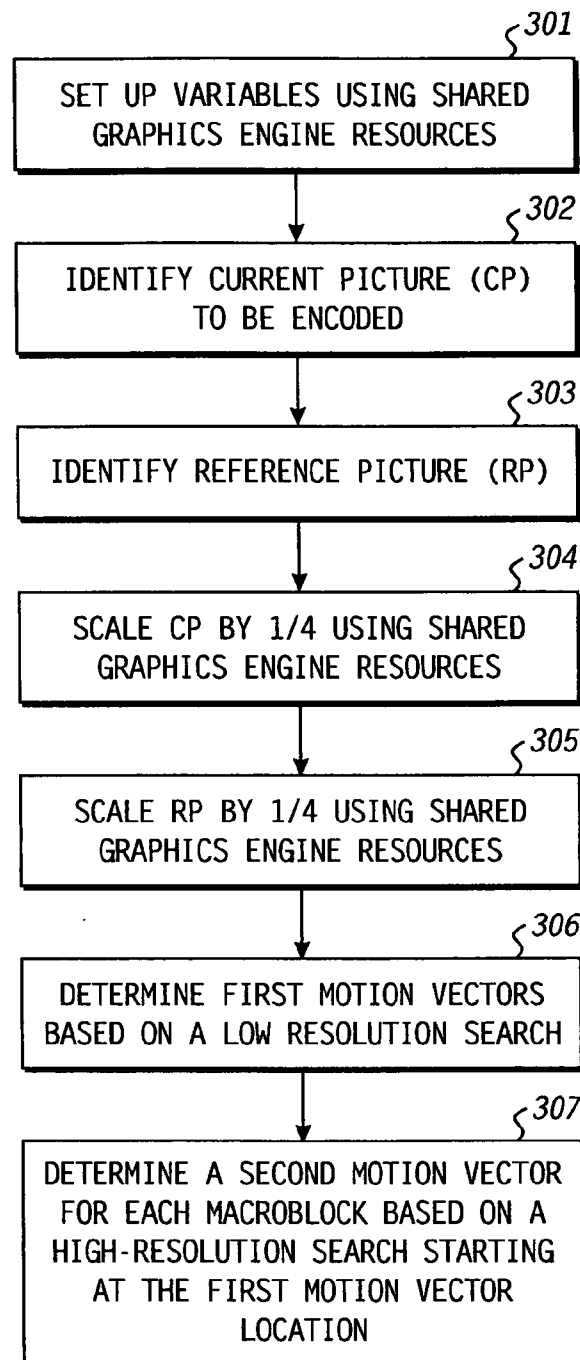 301
SET UP VARIABLES USING SHARED
GRAPHICS ENGINE RESOURCES
302
IDENTIFY CURRENT PICTURE (CP)
TO BE ENCODED
303
IDENTIFY REFERENCE PICTURE (RP)
304
SCALE CP BY 1/4 USING SHARED
GRAPHICS ENGINE RESOURCES
305
SCALE RP BY 1/4 USING SHARED
GRAPHICS ENGINE RESOURCES
306
DETERMINE FIRST MOTION VECTORS
BASED ON A LOW RESOLUTION SEARCH
307
DETERMINE A SECOND MOTION VECTOR
FOR EACH MACROBLOCK BASED ON A
HIGH-RESOLUTION SEARCH STARTING
AT THE FIRST MOTION VECTOR
LOCATION